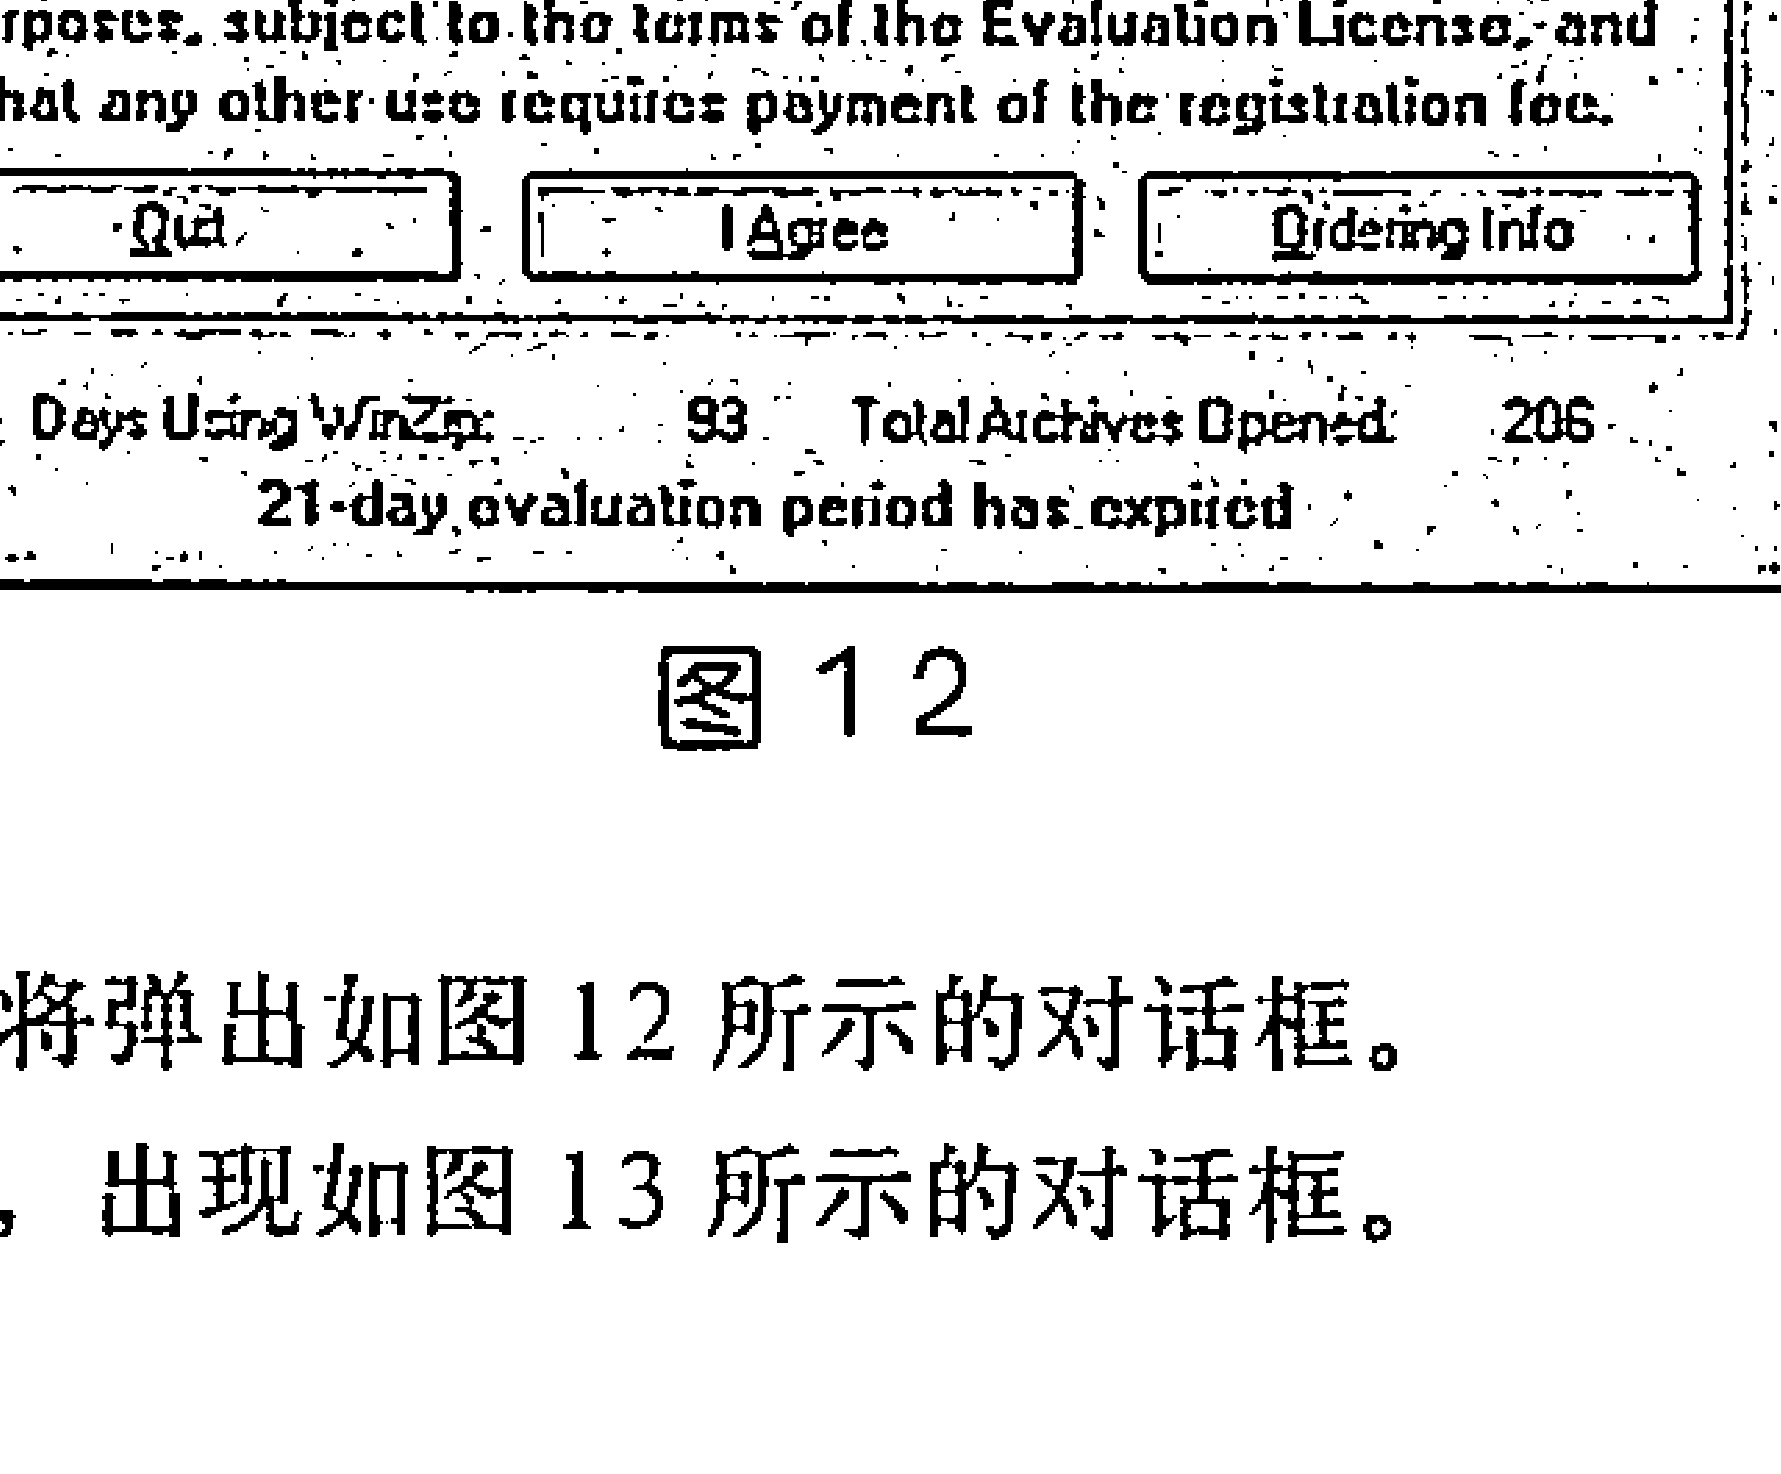 rposes, subject to the terms of the Evaluation License, and
hat any other use requires payment of the registration fee.
Quit I Agree Ordering Info
Days Using WinZip: 93 Total Archives Opened: 206
21-day evaluation period has expired
图 12
将弹出如图 12 所示的对话框。
，出现如图 13 所示的对话框。